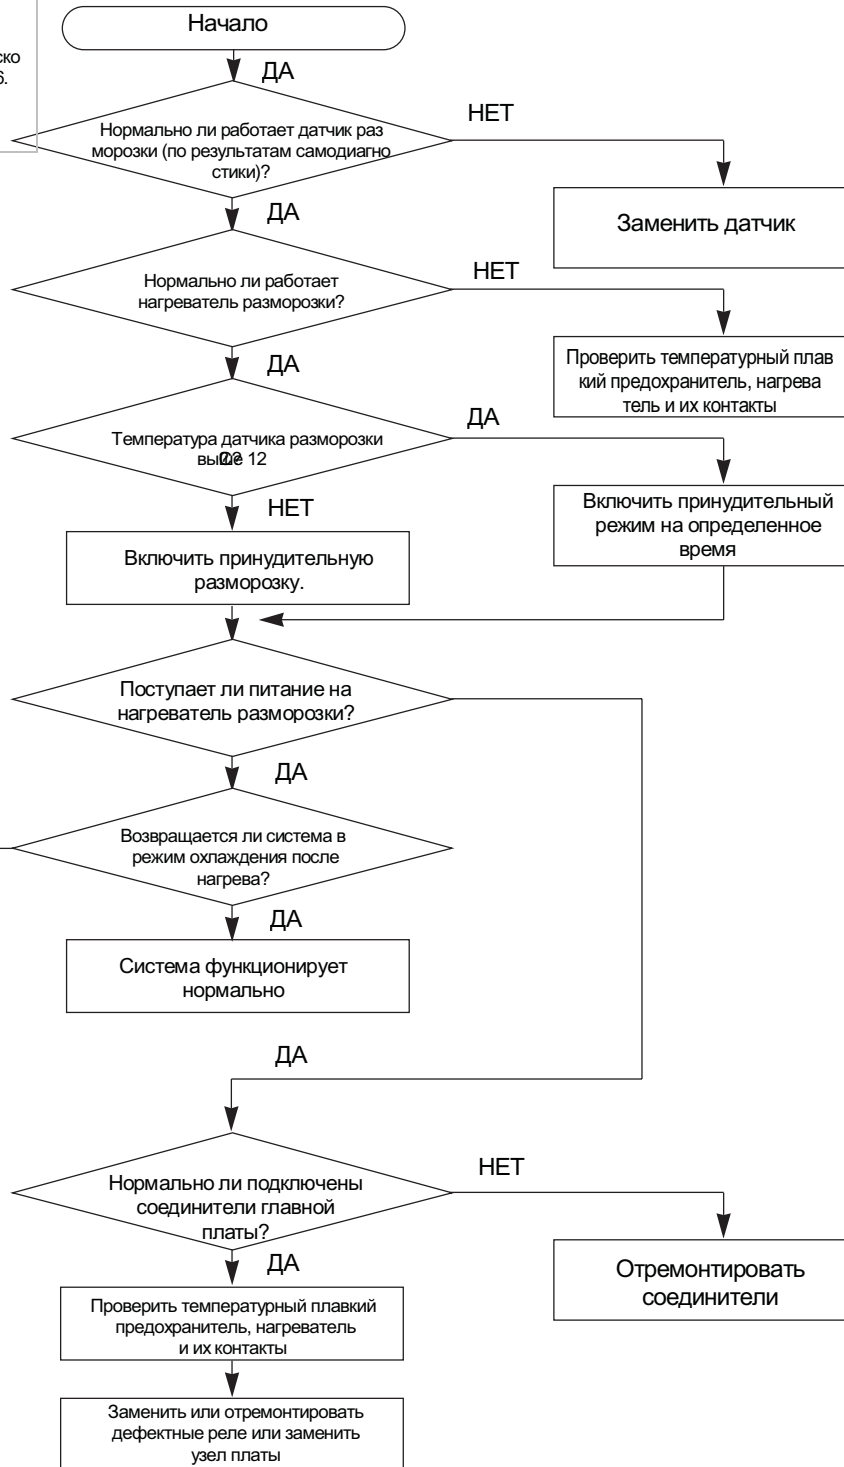 Начало
ско
6.
ДА
НЕТ
Нормально ли работает датчик раз
морозки (по результатам самодиагно
стики)?
ДА
Заменить датчик
НЕТ
Нормально ли работает
нагреватель разморозки?
ДА
Проверить температурный плав
кий предохранитель, нагрева
тель и их контакты
ДА
Температура датчика разморозки
выше 12
НЕТ
Включить принудительный
режим на определенное
время
Включить принудительную
разморозку.
Поступает ли питание на
нагреватель разморозки?
ДА
Возвращается ли система в
режим охлаждения после
нагрева?
ДА
Система функционирует
нормально
ДА
НЕТ
Нормально ли подключены
соединители главной
платы?
ДА
Отремонтировать
соединители
Проверить температурный плавкий
предохранитель, нагреватель
и их контакты
Заменить или отремонтировать
дефектные реле или заменить
узел платы